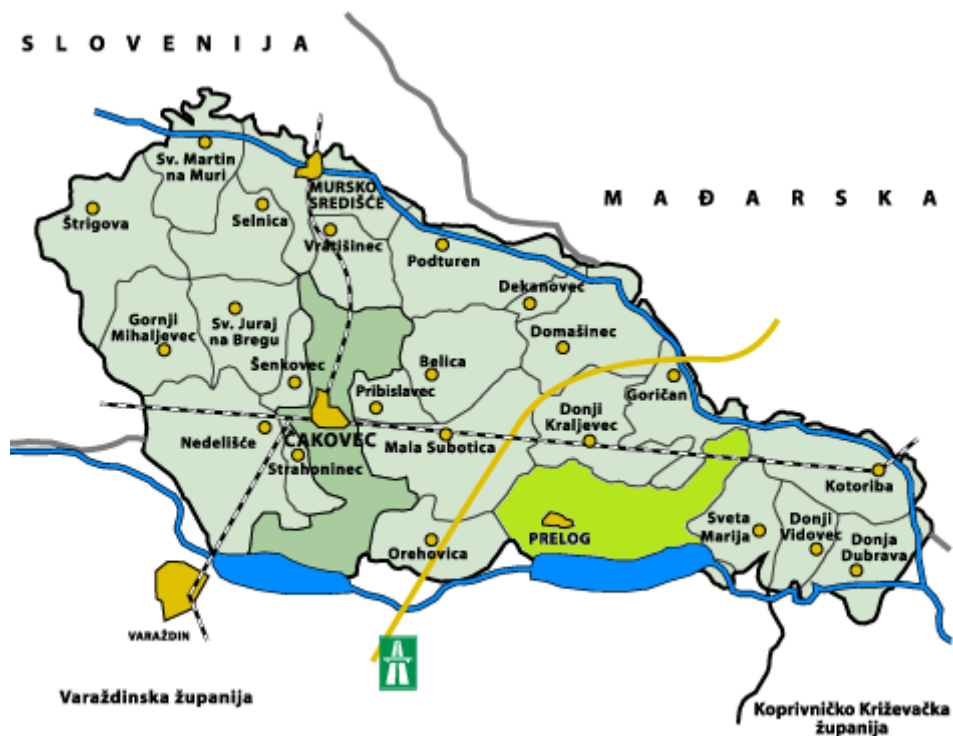 SLOVENIJA
MAĐARSKA
Sv. Martin
na Muri
MURSKO
SREDIŠĆE
Štrigova
Selnica
Vratišinec
Podturen
Dekanovec
Gornji
Mihaljevec
Sv. Juraj
na Bregu
Domašinec
Šenkovec
Belica
Pribislavec
Goričan
Donji
Kraljevec
Nedelišće
ČAKOVEC
Mala Subotica
Strahoninec
Kotoriba
Orehovica
PRELOG
Sveta
Marija
Donji
Vidovec
Donja
Dubrava
VARAŽDIN
Varaždinska županija
Koprivničko Križevačka
županija